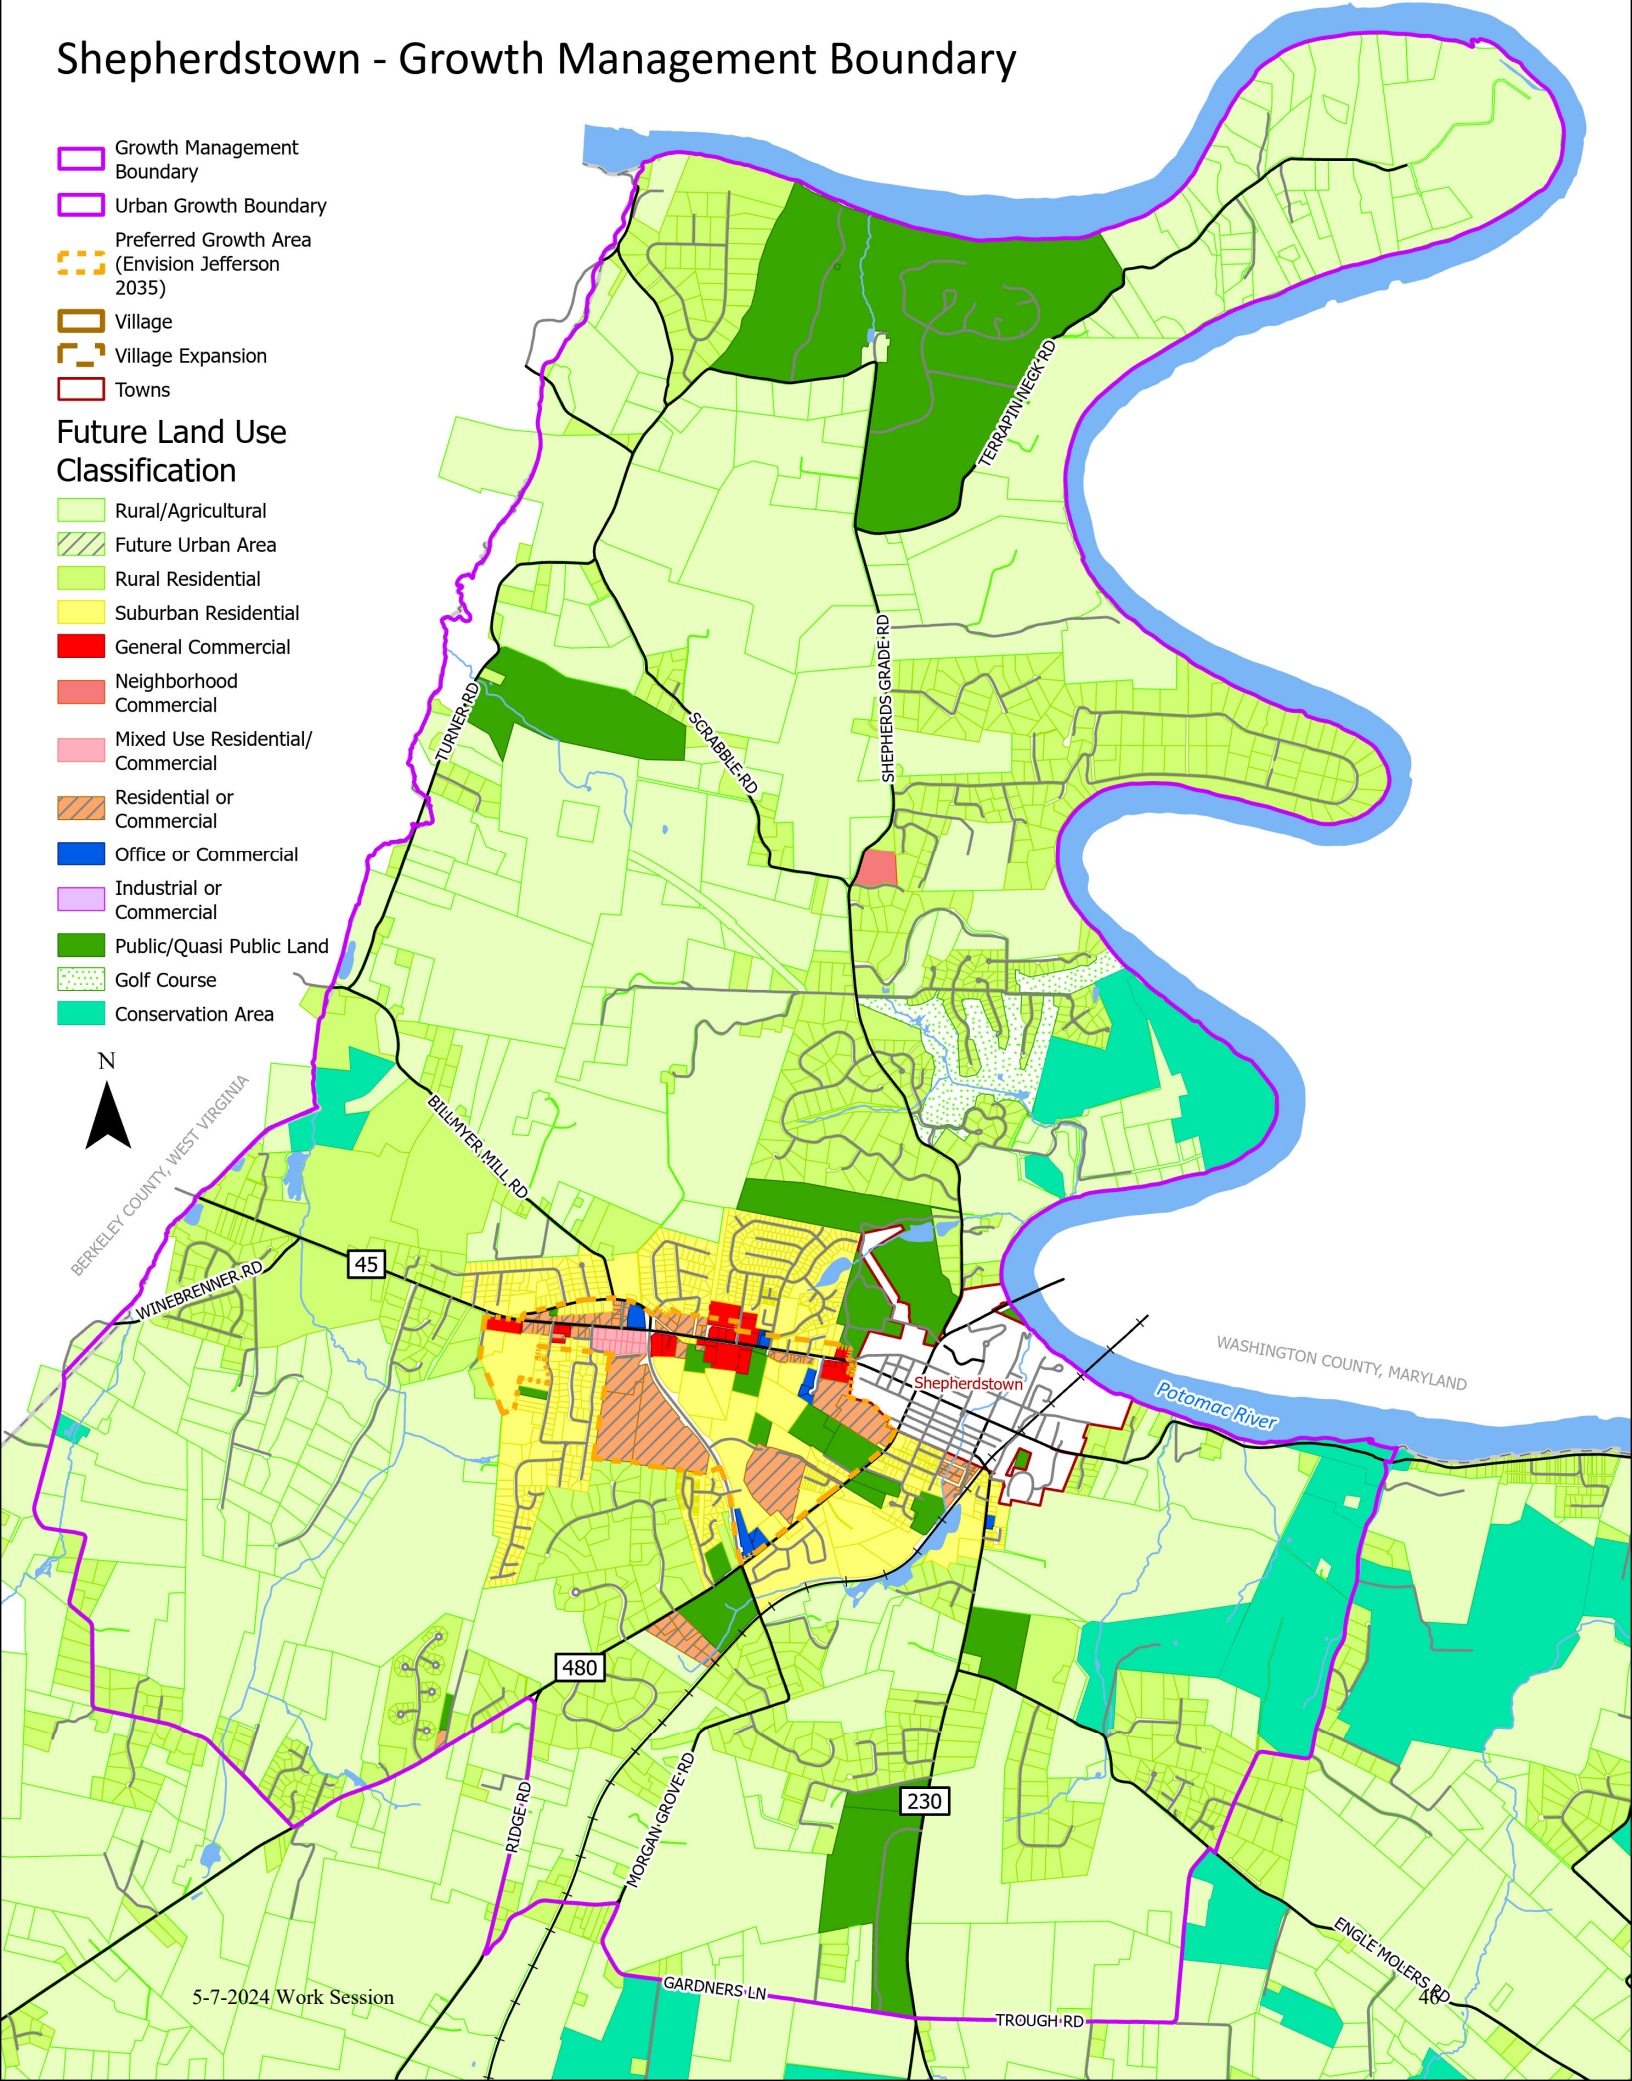 Shepherdstown - Growth Management Boundary
Growth Management
Boundary
Urban Growth Boundary
Preferred Growth Area
(Envision Jefferson
2035)
Village
Village Expansion
Towns
Future Land Use
Classification
Rural/Agricultural
Future Urban Area
Rural Residential
Suburban Residential
General Commercial
Neighborhood
Commercial
Mixed Use Residential/
Commercial
Residential or
Commercial
Office or Commercial
Industrial or
Commercial
Public/Quasi Public Land
Golf Course
Conservation Area
N
BERKELEY COUNTY, WEST VIRGINIA
TERRAPIN NECK RD
SHEPHERDS GRADE RD
TURNER RD
SCRABBLE RD
BILLMYER MILL RD
45
WINEBRENNER RD
WASHINGTON COUNTY, MARYLAND
Shepherdstown
Potomac River
480
230
RIDGE RD
MORGAN GROVE RD
ENGLE MOLERS RD
GARDNERS LN
TROUGH RD
5-7-2024 Work Session
46